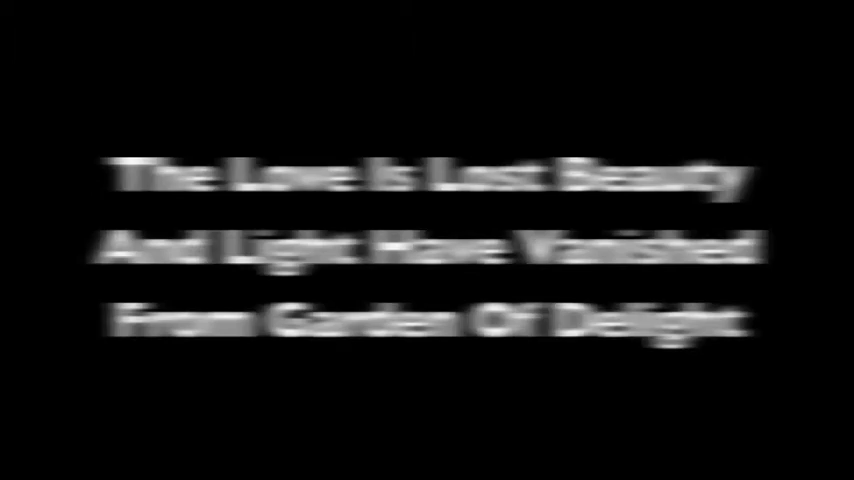 The Love Is Lost Beauty
And Light Have Vanished
From Garden Of Delight